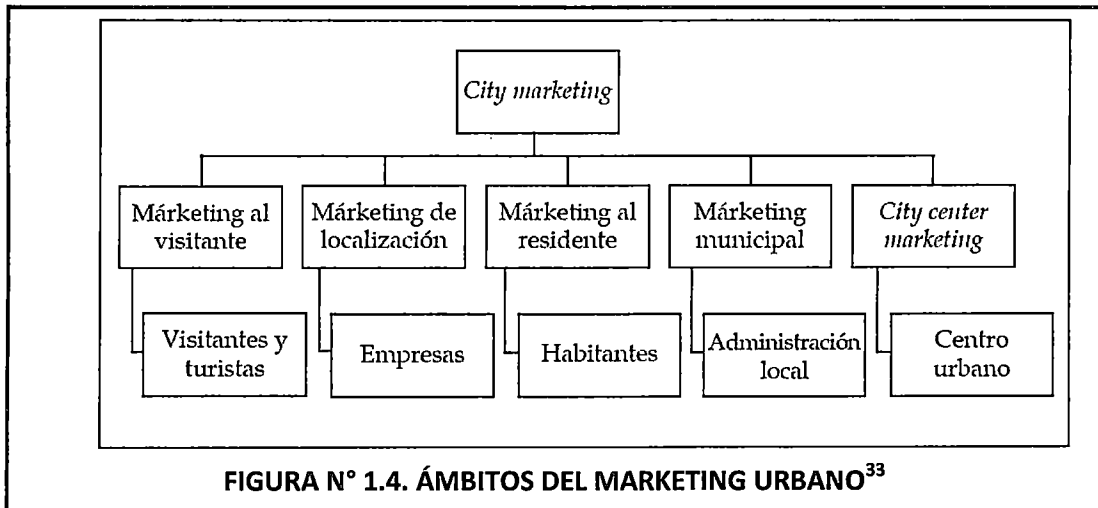 City marketing
Márketing al
visitante
Márketing de
localización
Márketing al
residente
Márketing
municipal
City center
marketing
Visitantes y
turistas
Empresas
Habitantes
Administración
local
Centro
urbano
FIGURA N° 1.4. ÁMBITOS DEL MARKETING URBANO³³